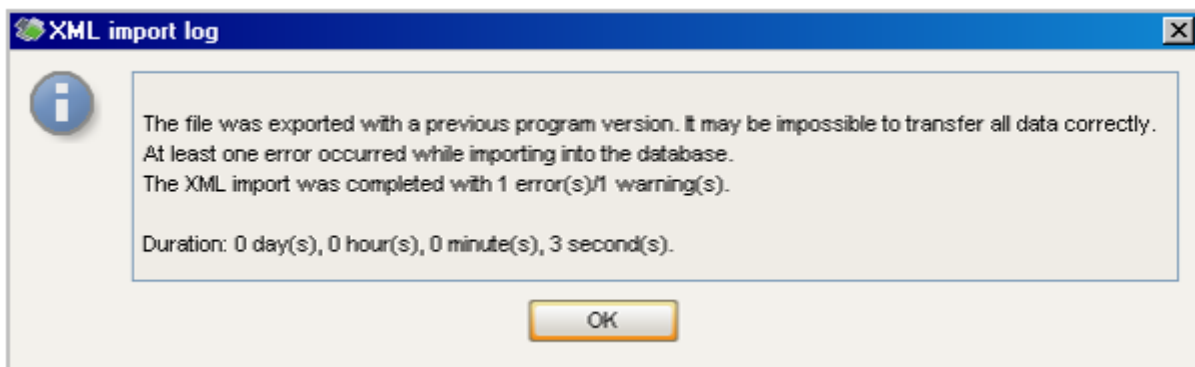 XML import log
The file was exported with a previous program version. It may be impossible to transfer all data correctly.
At least one error occurred while importing into the database.
The XML import was completed with 1 error(s)/1 warning(s).
Duration: 0 day(s), 0 hour(s), 0 minute(s), 3 second(s).
OK